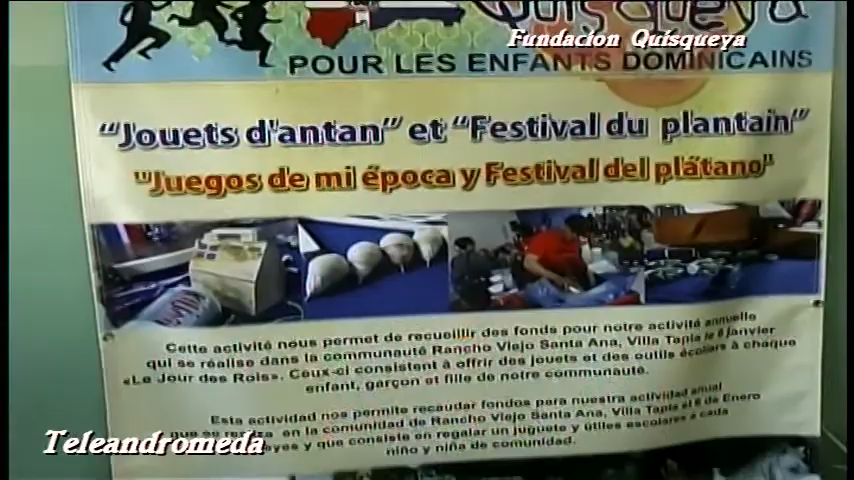 Quisqueya
Fundacion Quisqueya
POUR LES ENFANTS DOMINICAINS
“Jouets d'antan” et “Festival du plantain”
"Juegos de mi época y Festival del plátano"
Cette activité nous permet de recueillir des fonds pour notre activité annuelle
qui se réalise dans la communauté Rancho Viejo Santa Ana, Villa Tapia le 6 Janvier
«Le Jour des Rois». Ceux-ci consistent à offrir des jouets et des outils écoliers à chaque
enfant, garçon et fille de notre communauté.
Esta actividad nos permite recaudar fondos para nuestra actividad anual
que se en la comunidad de Rancho Viejo Santa Ana, Villa Tapia el 6 de Enero
y que consiste en regalar un juguete y útiles escolares a cada
niño y niña de comunidad.
Teleandromeda